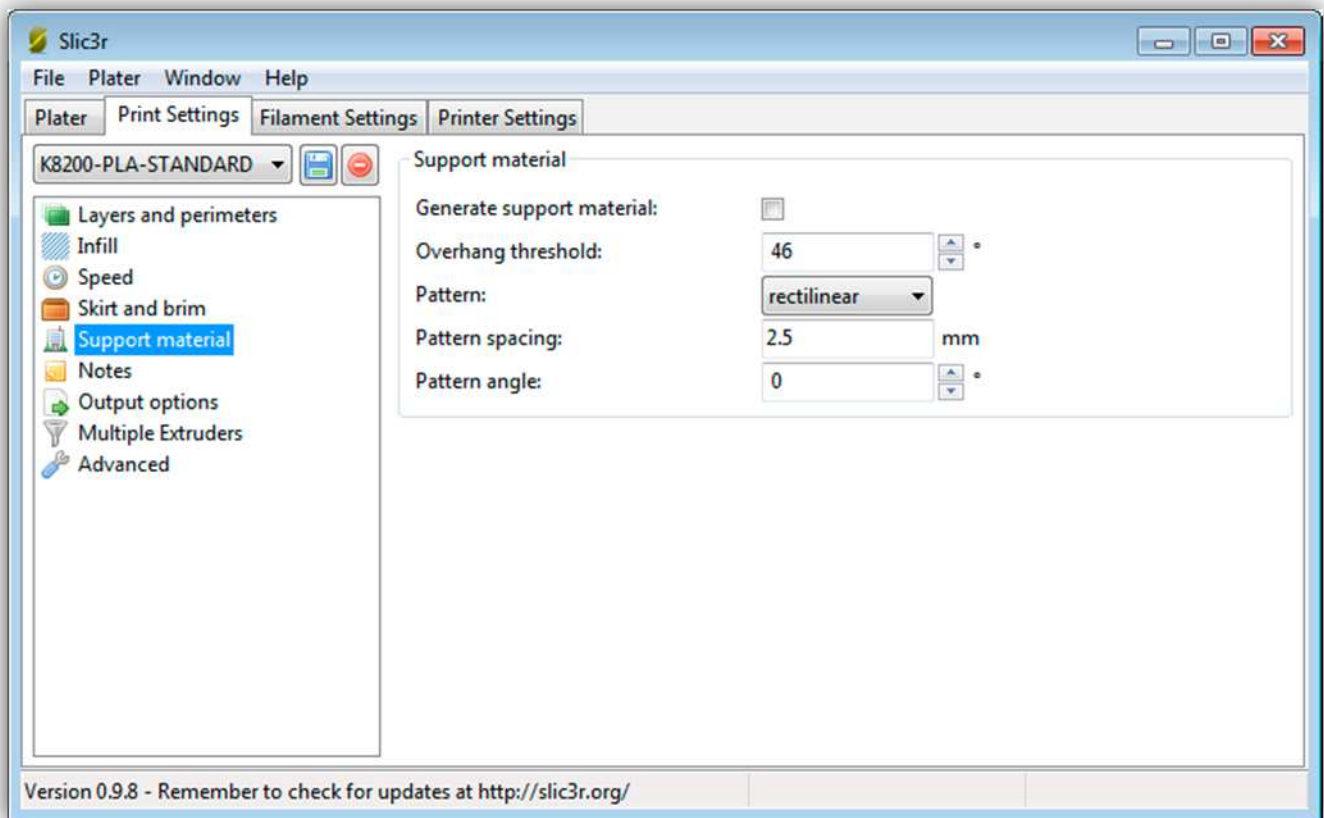 Slic3r
File Plater Window Help
Plater Print Settings Filament Settings Printer Settings
K8200-PLA-STANDARD
Layers and perimeters
Infill
Speed
Skirt and brim
Support material
Notes
Output options
Multiple Extruders
Advanced
Support material
Generate support material:
Overhang threshold: 46 °
Pattern: rectilinear
Pattern spacing: 2.5 mm
Pattern angle: 0 °
Version 0.9.8 - Remember to check for updates at http://slic3r.org/